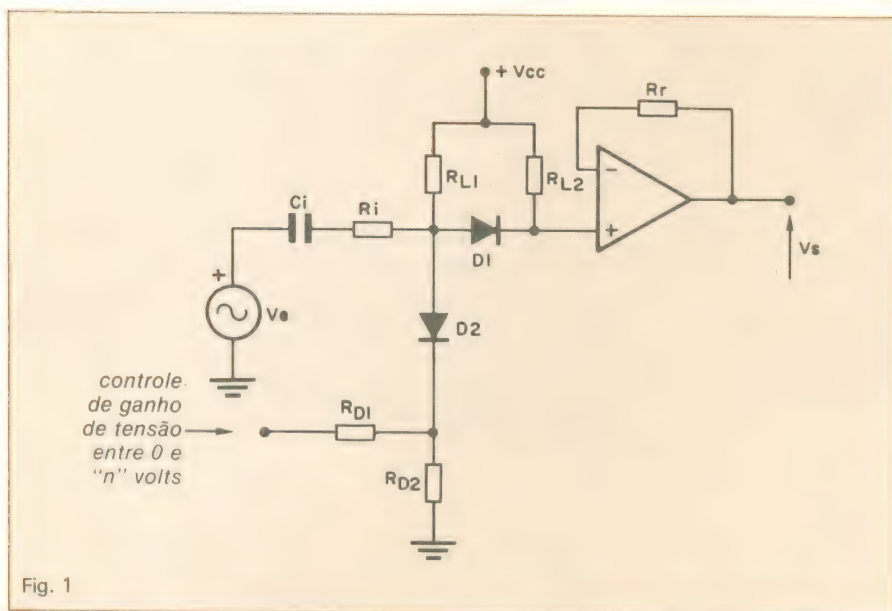 + Vcc
Rr
RL1
RL2
−
+
Ci
Ri
D1
Vs
+
Ve
D2
controle
de ganho
de tensão
entre 0 e
"n" volts
RD1
RD2
Fig. 1